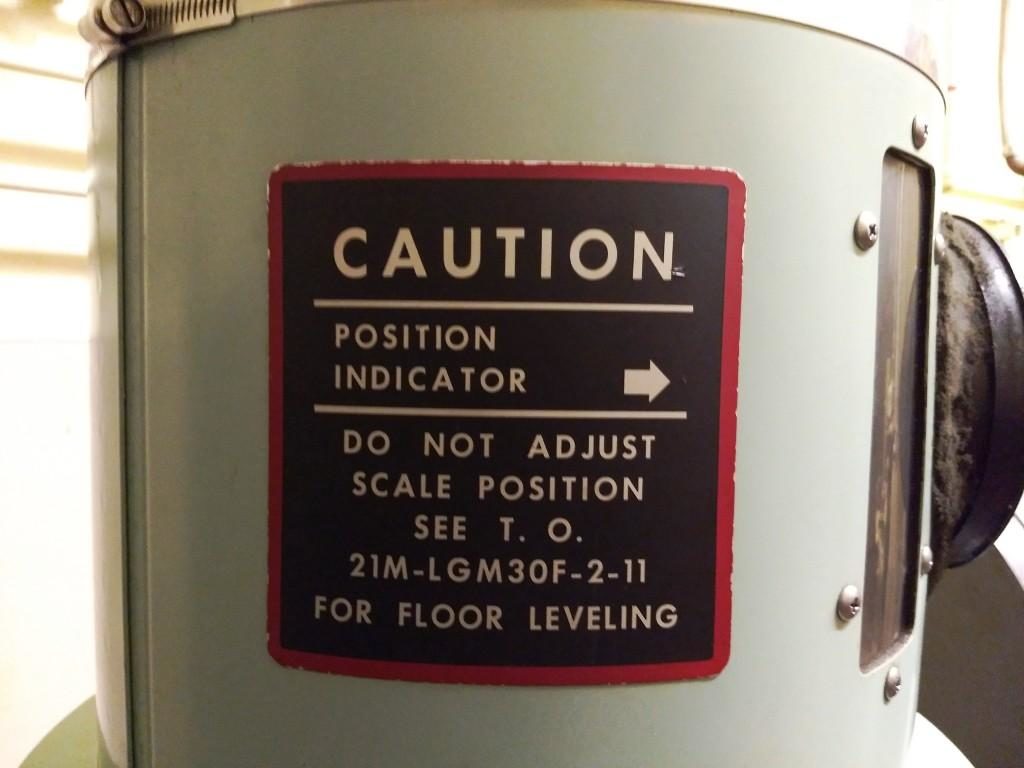 CAUTION
POSITION
INDICATOR
DO NOT ADJUST
SCALE POSITION
SEE T. O.
21M-LGM30F-2-11
FOR FLOOR LEVELING